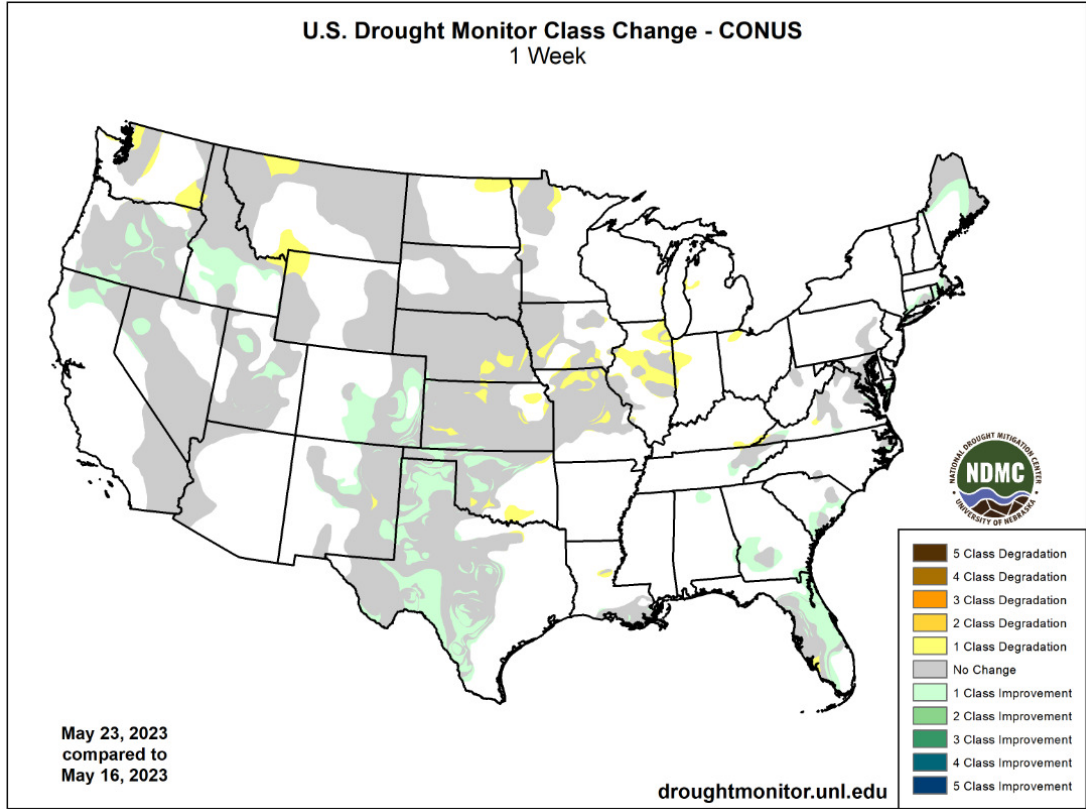 U.S. Drought Monitor Class Change - CONUS
1 Week
NATIONAL DROUGHT MITIGATION CENTER
NDMC
UNIVERSITY OF NEBRASKA
5 Class Degradation
4 Class Degradation
3 Class Degradation
2 Class Degradation
1 Class Degradation
No Change
1 Class Improvement
2 Class Improvement
3 Class Improvement
4 Class Improvement
5 Class Improvement
May 23, 2023
compared to
May 16, 2023
droughtmonitor.unl.edu